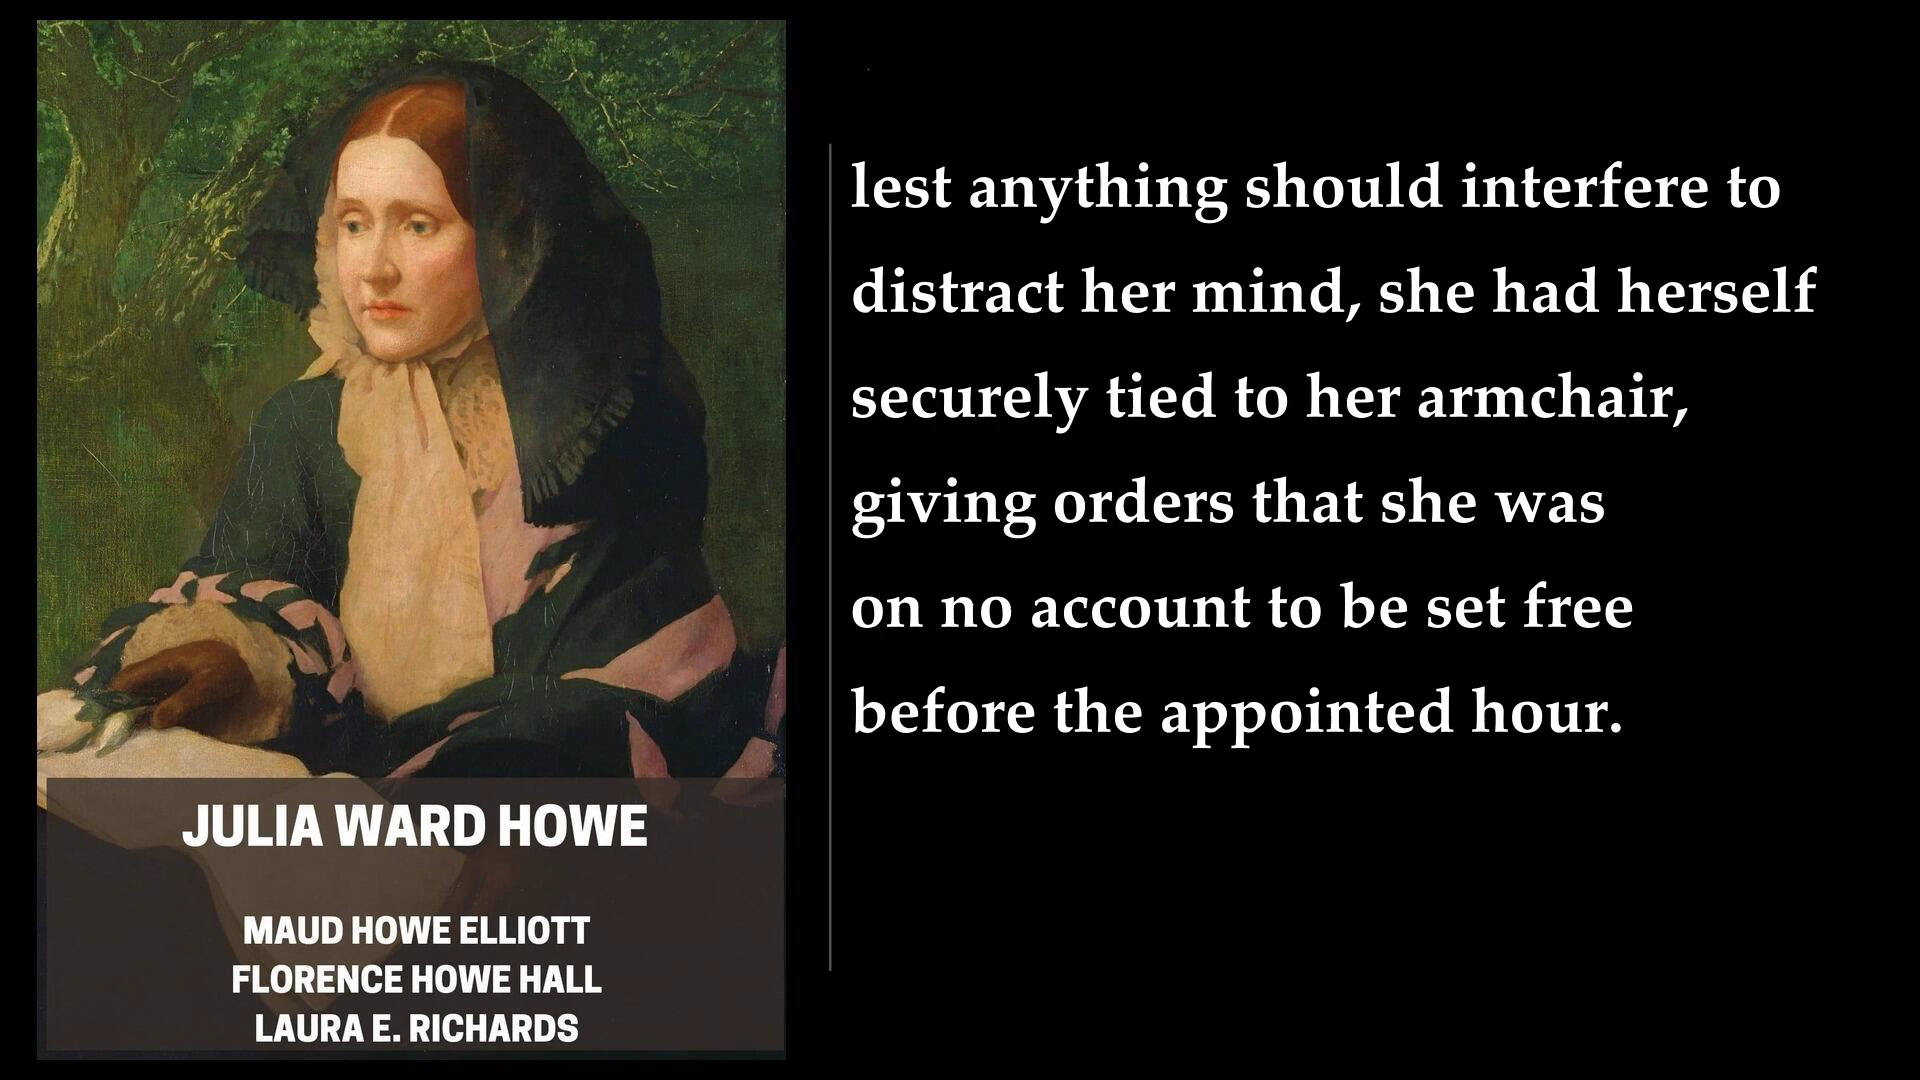 JULIA WARD HOWE
MAUD HOWE ELLIOTT
FLORENCE HOWE HALL
LAURA E. RICHARDS
lest anything should interfere to
distract her mind, she had herself
securely tied to her armchair,
giving orders that she was
on no account to be set free
before the appointed hour.